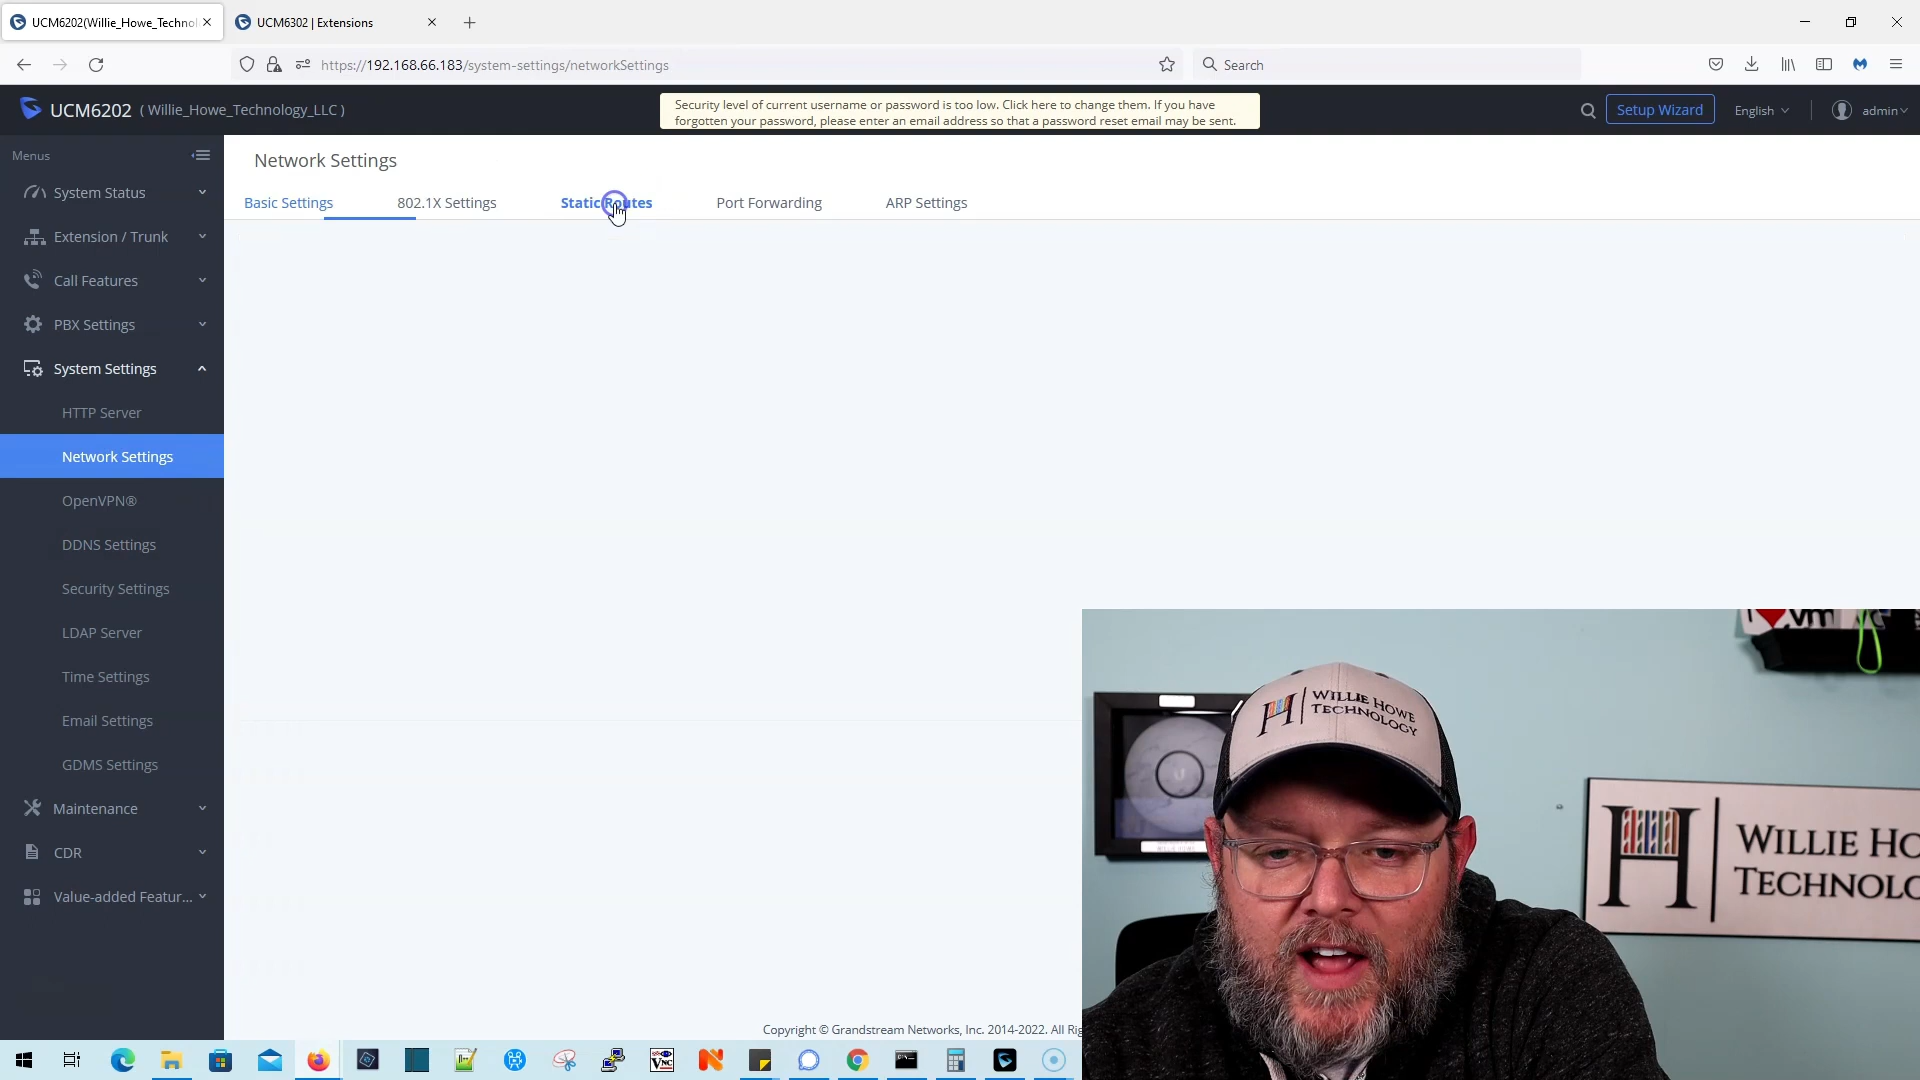 UCM6202(Willie_Howe_Techno
UCM6302 | Extensions
https://192.168.66.183/system-settings/networkSettings
Search
UCM6202 ( Willie_Howe_Technology_LLC )
Security level of current username or password is too low. Click here to change them. If you have
forgotten your password, please enter an email address so that a password reset email may be sent.
Setup Wizard
English
admin
Menus
System Status
Extension / Trunk
Call Features
PBX Settings
System Settings
HTTP Server
Network Settings
OpenVPN®
DDNS Settings
Security Settings
LDAP Server
Time Settings
Email Settings
GDMS Settings
Maintenance
CDR
Value-added Featur...
Network Settings
Basic Settings
802.1X Settings
Static Routes
Port Forwarding
ARP Settings
Copyright © Grandstream Networks, Inc. 2014-2022. All Rig
WILLIE HOWE
TECHNOLOGY
WILLIE HO
TECHNOLO
vm
VNC